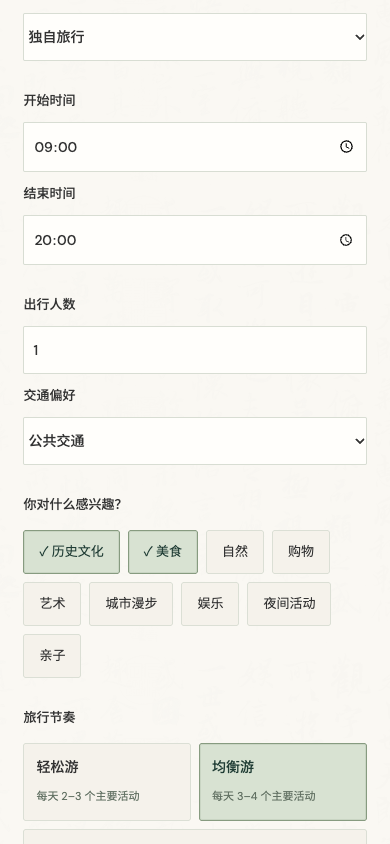 独自旅行
开始时间
09:00
结束时间
20:00
出行人数
1
交通偏好
公共交通
你对什么感兴趣？
✓ 历史文化 ✓ 美食 自然 购物
艺术 城市漫步 娱乐 夜间活动
亲子
旅行节奏
轻松游 均衡游
每天 2–3 个主要活动 每天 3–4 个主要活动